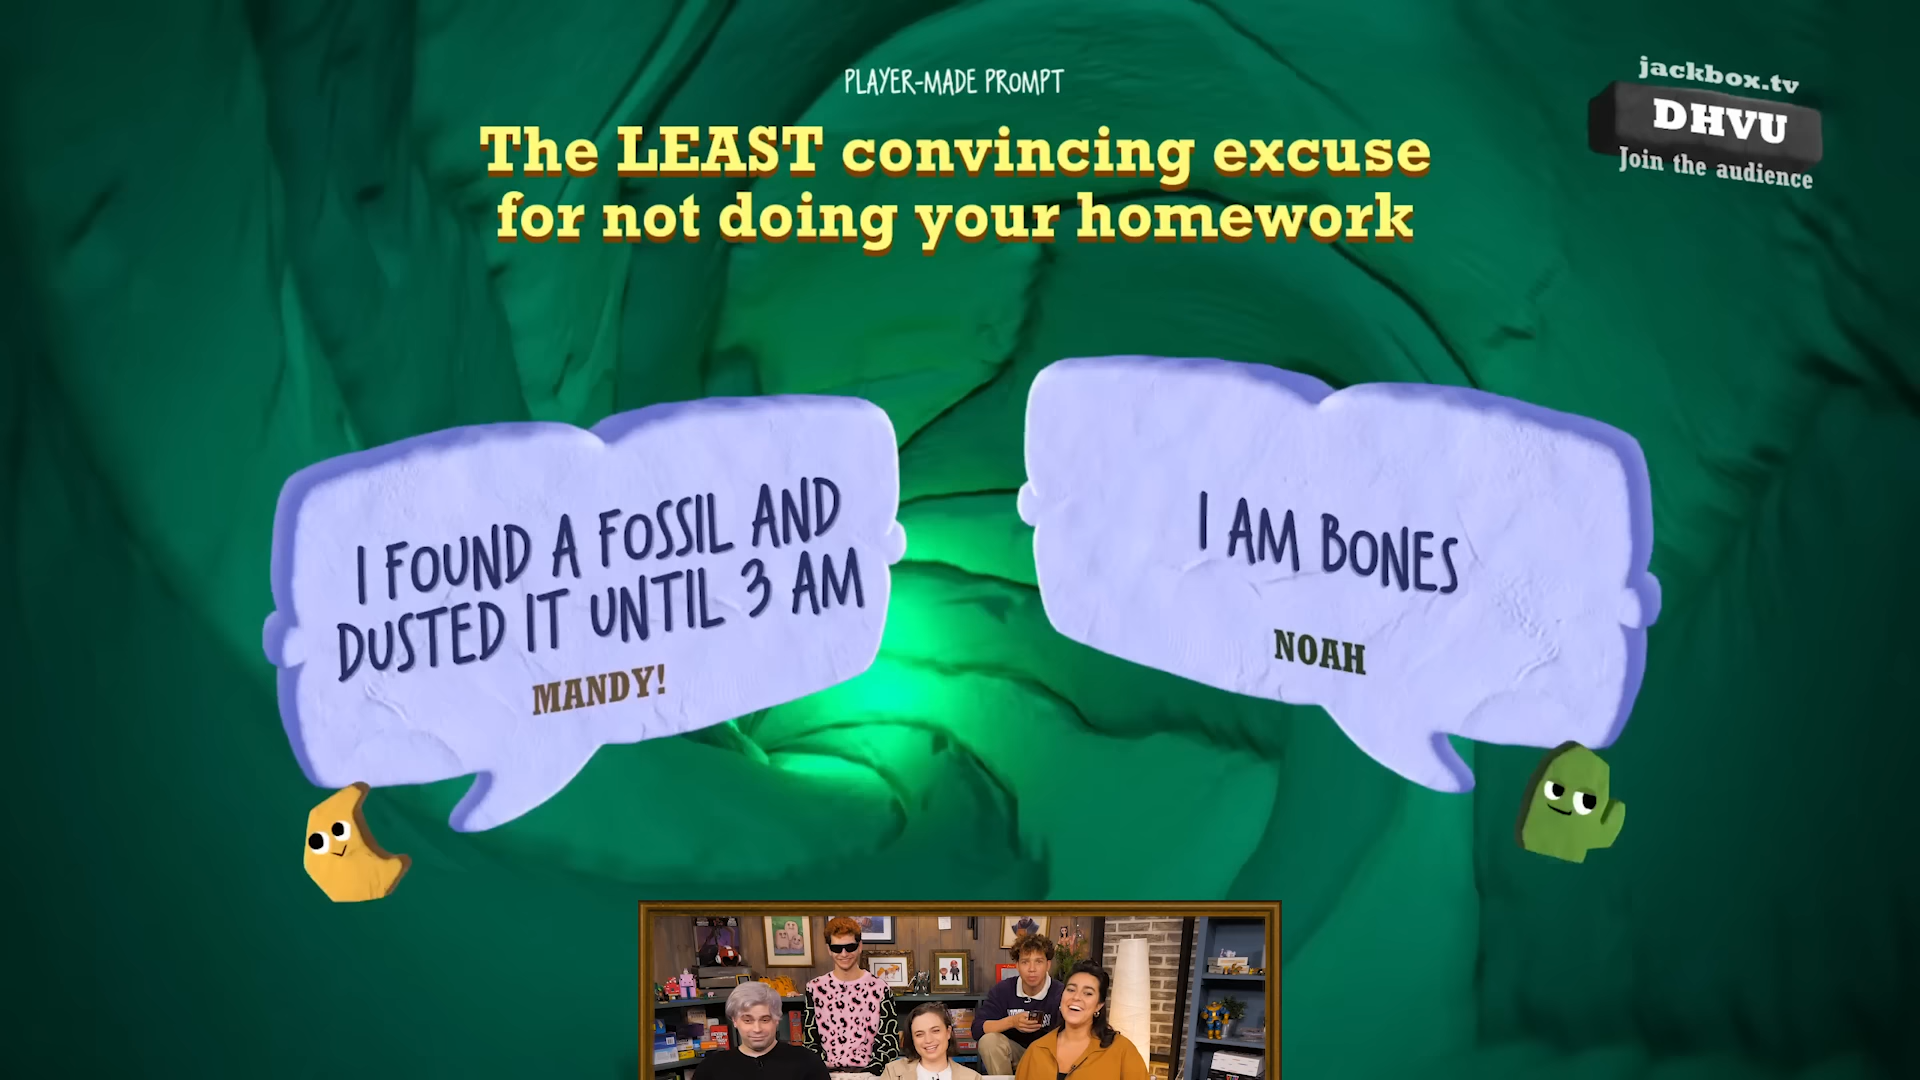 PLAYER-MADE PROMPT
The LEAST convincing excuse
for not doing your homework
jackbox.tv
DHVU
Join the audience
I FOUND A FOSSIL AND
DUSTED IT UNTIL 3 AM
MANDY!
I AM BONES
NOAH